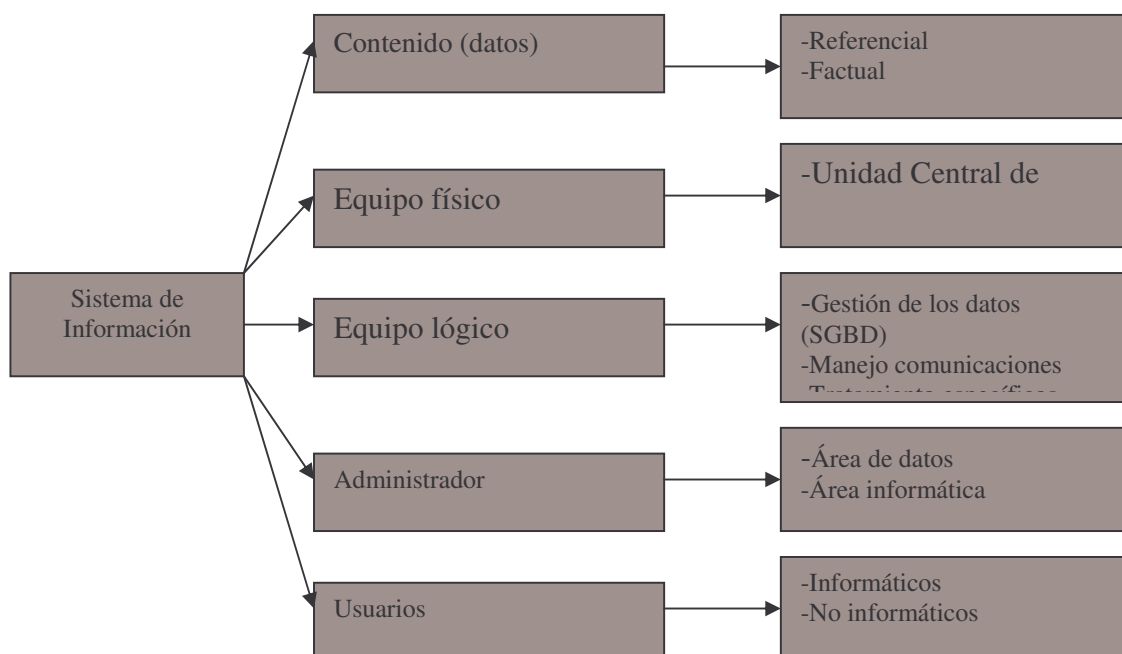 Contenido (datos)
-Referencial
-Factual
Equipo físico
-Unidad Central de
Sistema de
Información
Equipo lógico
-Gestión de los datos
(SGBD)
-Manejo comunicaciones
Administrador
-Área de datos
-Área informática
Usuarios
-Informáticos
-No informáticos